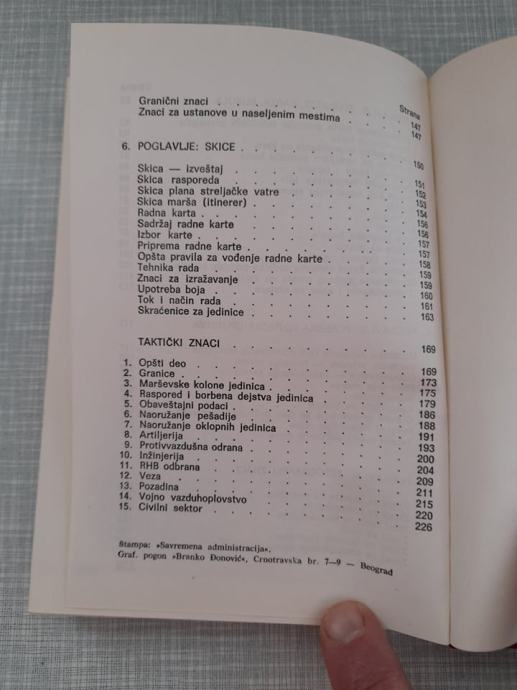 Strana
Granični znaci . . . . . . . . . . . 147
Znaci za ustanove u naseljenim mestima . . . . 147
6. POGLAVLJE: SKICE . . . . . . . . . 150
Skica — izveštaj . . . . . . . . . . 151
Skica rasporeda . . . . . . . . . . 152
Skica plana streljačke vatre . . . . . . . 153
Skica marša (itinerer) . . . . . . . . . 154
Radna karta . . . . . . . . . . . 156
Sadržaj radne karte . . . . . . . . . 156
Izbor karte . . . . . . . . . . . 157
Priprema radne karte . . . . . . . . . 157
Opšta pravila za vođenje radne karte . . . . . 158
Tehnika rada . . . . . . . . . . . 159
Znaci za izražavanje . . . . . . . . . 159
Upotreba boja . . . . . . . . . . . 160
Tok i način rada . . . . . . . . . . 161
Skraćenice za jedinice . . . . . . . . . 163
TAKTIČKI ZNACI . . . . . . . . . . 169
1. Opšti deo . . . . . . . . . . . 169
2. Granice . . . . . . . . . . . . 173
3. Marševske kolone jedinica . . . . . . . . 175
4. Raspored i borbena dejstva jedinica . . . . . 179
5. Obaveštajni podaci . . . . . . . . . . 186
6. Naoružanje pešadije . . . . . . . . . 188
7. Naoružanje oklopnih jedinica . . . . . . . 191
8. Artiljerija . . . . . . . . . . . . 193
9. Protivvazdušna odrana . . . . . . . . . 200
10. Inžinjerija . . . . . . . . . . . . 204
11. RHB odbrana . . . . . . . . . . . 209
12. Veza . . . . . . . . . . . . . 211
13. Pozadina . . . . . . . . . . . . 215
14. Vojno vazduhoplovstvo . . . . . . . . . 220
15. Civilni sektor . . . . . . . . . . . 226
Štampa: »Savremena administracija«,
Graf. pogon »Branko Đonović«, Crnotravska br. 7—9 — Beograd